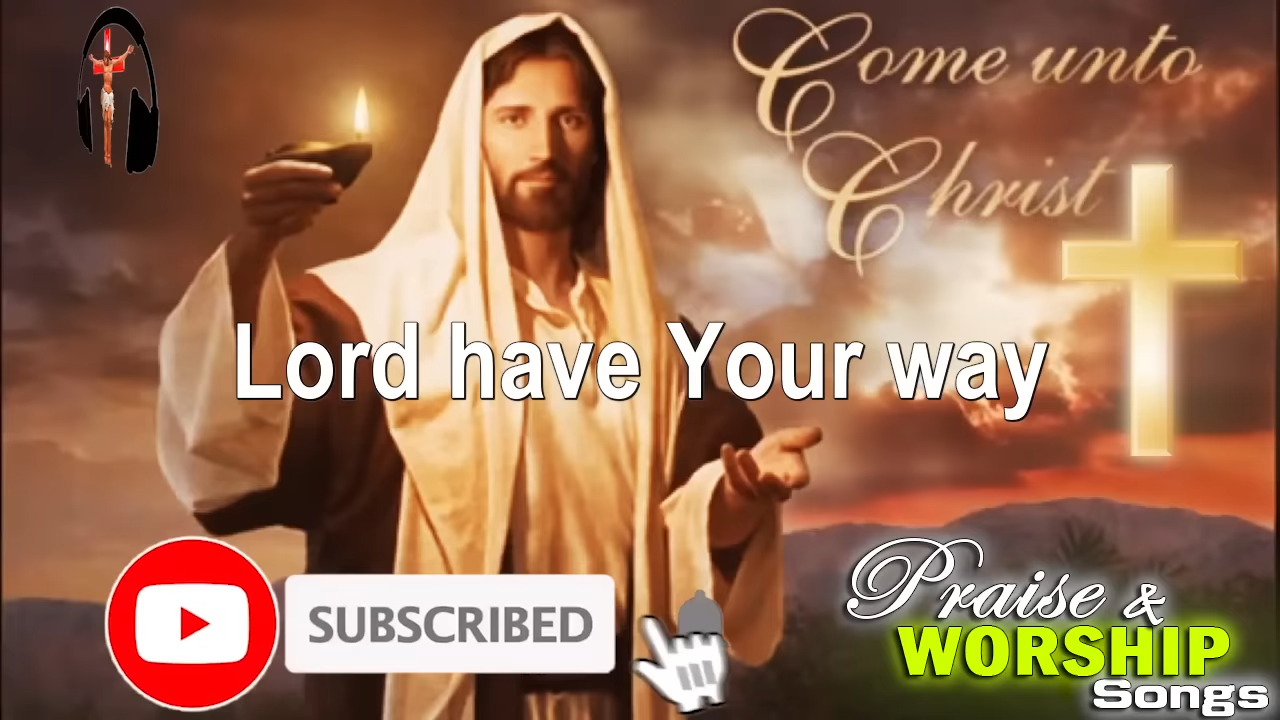 Come unto
Christ
Lord have Your way
SUBSCRIBED
Praise &
WORSHIP
Songs